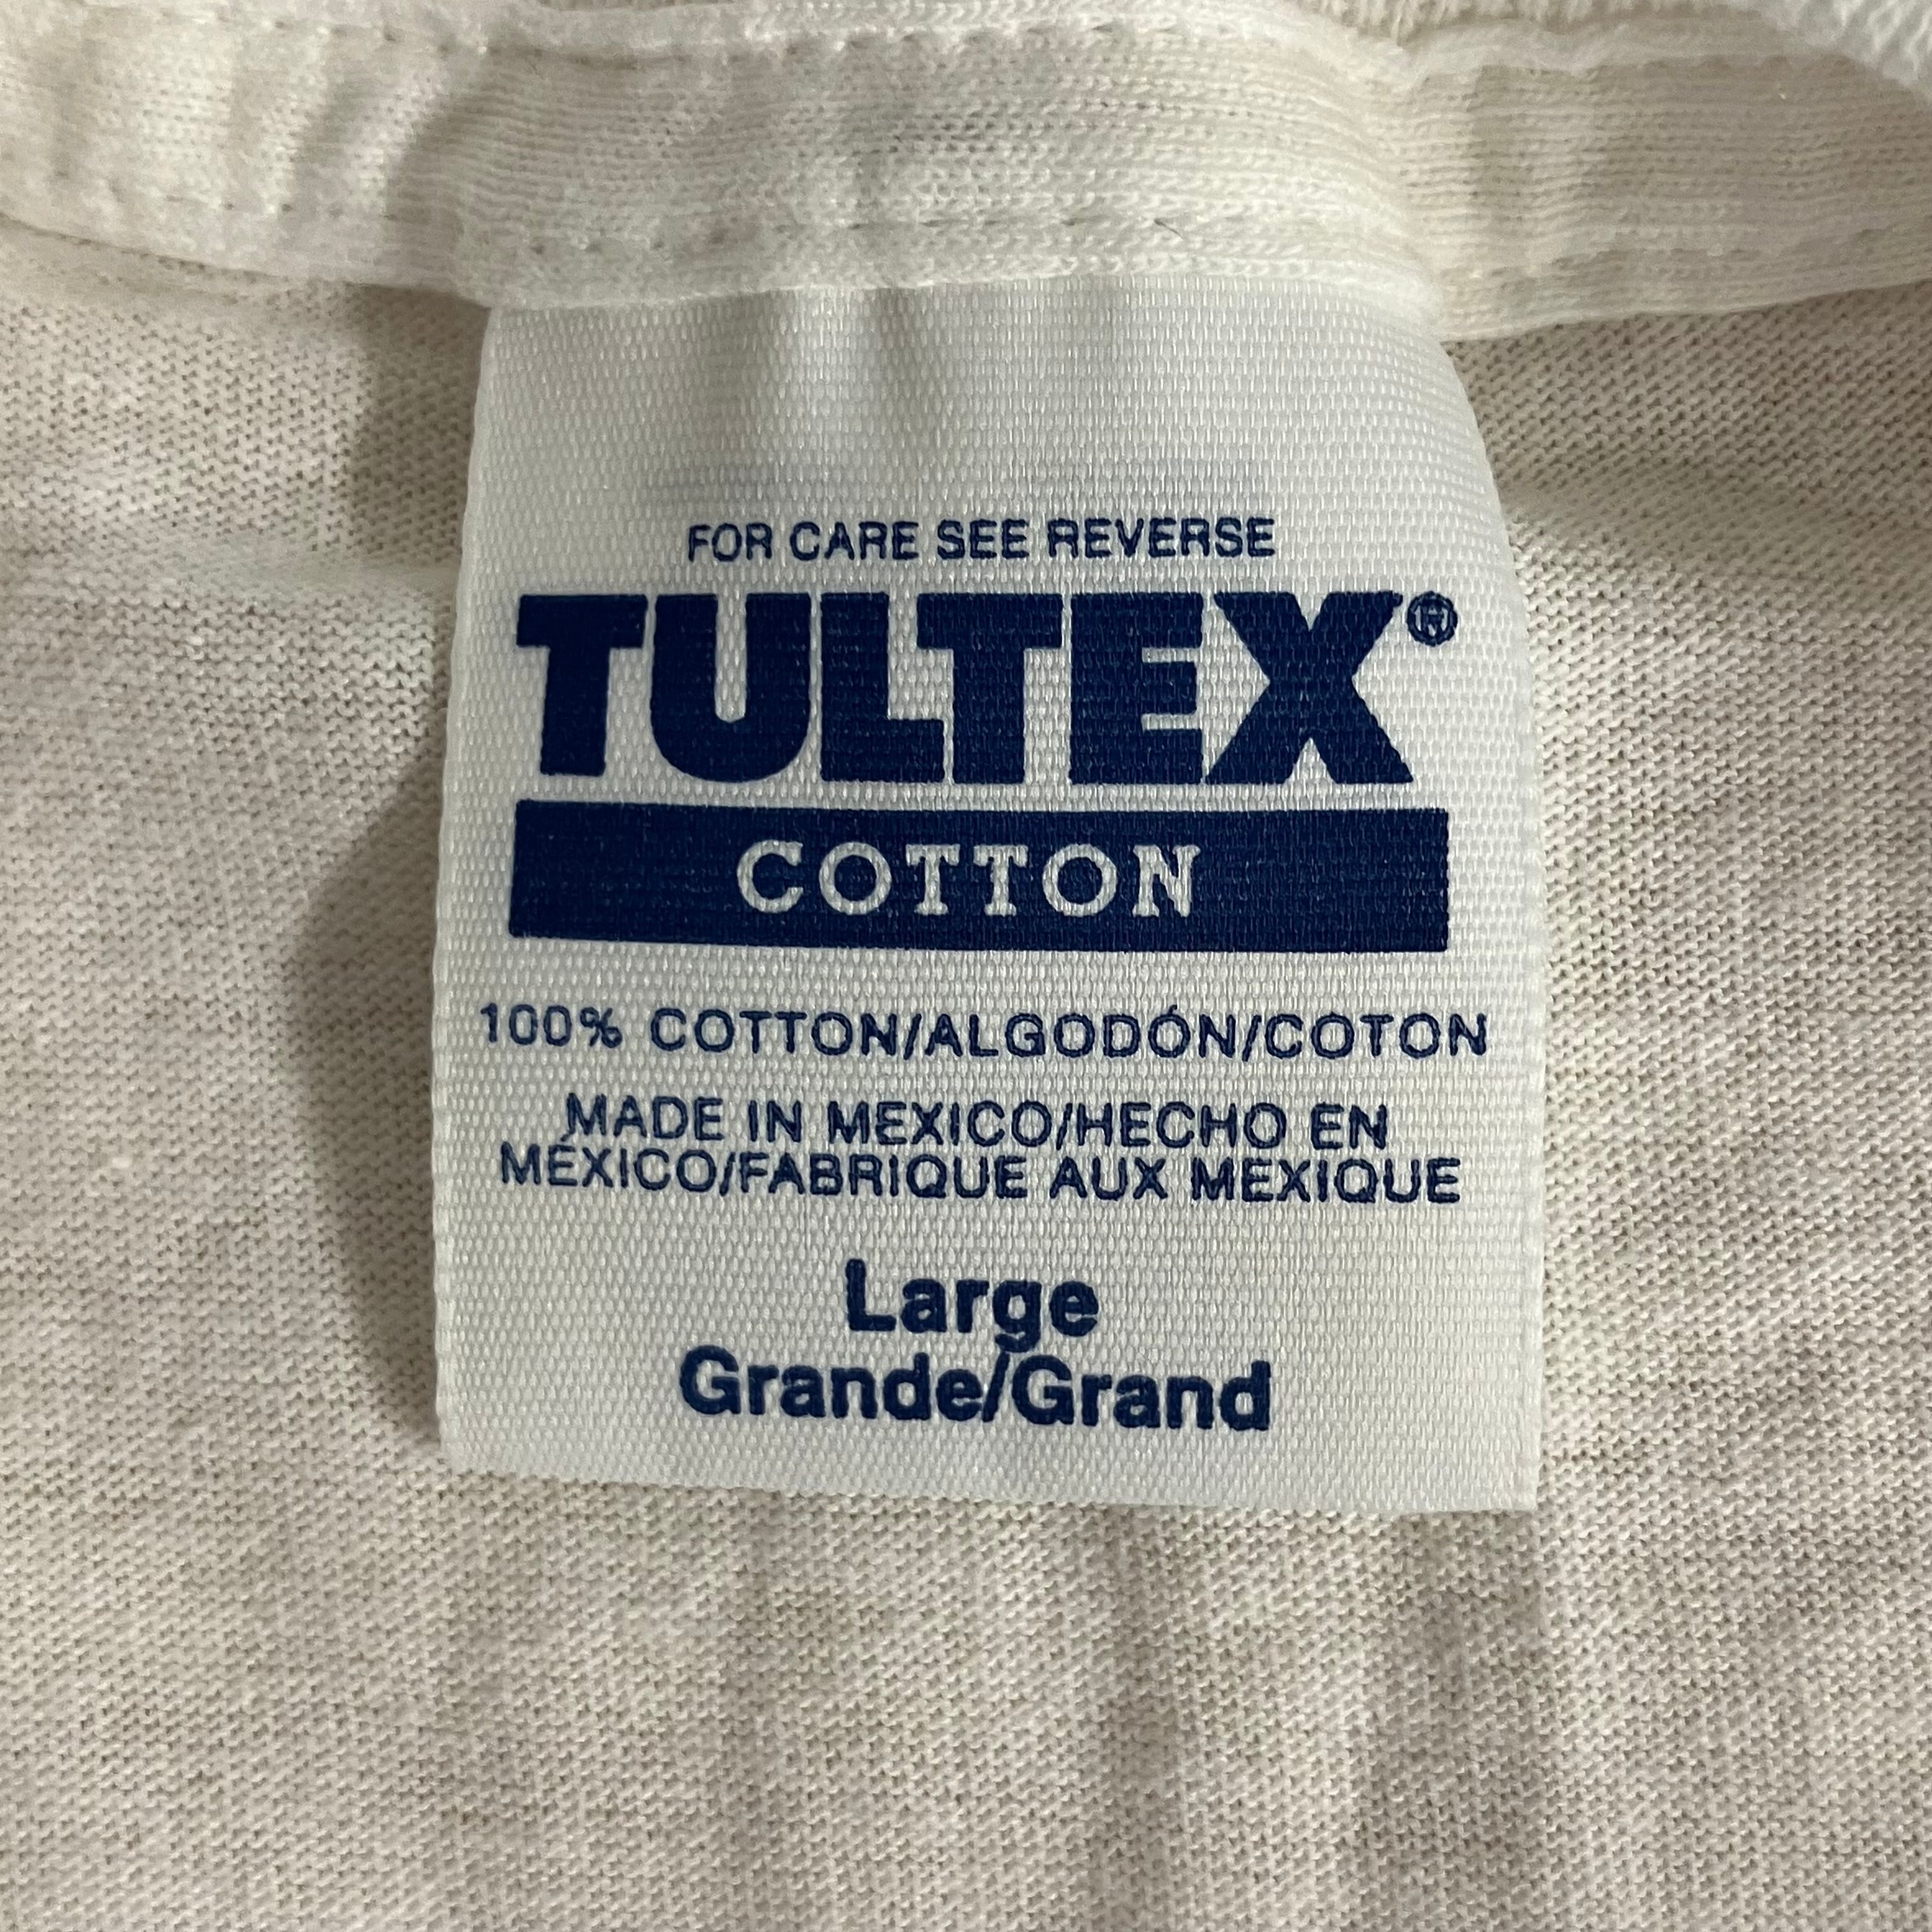 FOR CARE SEE REVERSE
TULTEX®
COTTON
100% COTTON/ALGODÓN/COTON
MADE IN MEXICO/HECHO EN
MÉXICO/FABRIQUE AUX MEXIQUE
Large
Grande/Grand